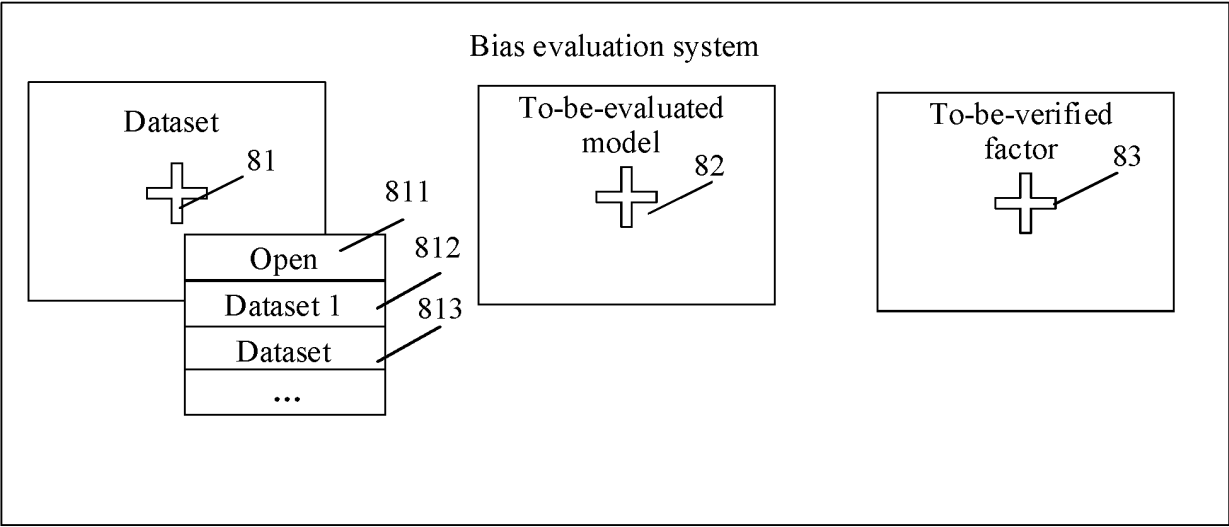 Bias evaluation system
Dataset
81
811
Open
812
Dataset 1
813
Dataset
...
To-be-evaluated
model
82
To-be-verified
factor
83